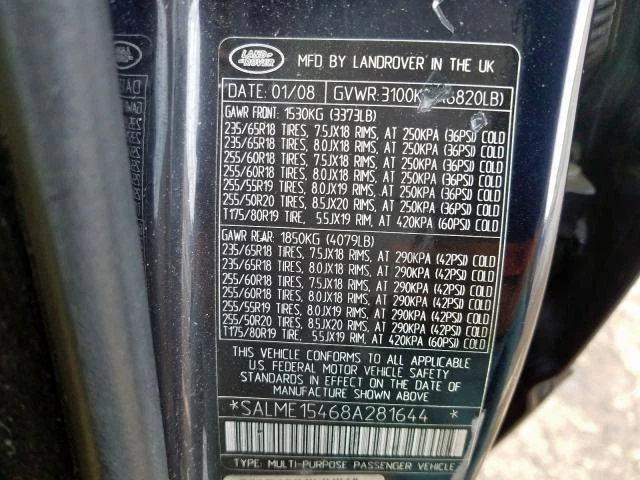 LAND-
ROVER
MFD BY LANDROVER IN THE UK
DATE: 01/08 GVWR:3100K 6820LB)
GAWR FRONT: 1530KG (3373LB)
235/65R18 TIRES, 7.5JX18 RIMS, AT 250KPA (36PSI) COLD
235/65R18 TIRES, 8.0JX18 RIMS, AT 250KPA (36PSI) COLD
255/60R18 TIRES, 7.5JX18 RIMS, AT 250KPA (36PSI) COLD
255/60R18 TIRES, 8.0JX18 RIMS, AT 250KPA (36PSI) COLD
255/55R19 TIRES, 8.0JX19 RIMS, AT 250KPA (36PSI) COLD
255/50R20 TIRES, 8.5JX20 RIMS, AT 250KPA (36PSI) COLD
T175/80R19 TIRE, 5.5JX19 RIM, AT 420KPA (60PSI) COLD
GAWR REAR: 1850KG (4079LB)
235/65R18 TIRES, 7.5JX18 RIMS, AT 290KPA (42PSI) COLD
235/65R18 TIRES, 8.0JX18 RIMS, AT 290KPA (42PSI) COLD
255/60R18 TIRES, 7.5JX18 RIMS, AT 290KPA (42PSI) COLD
255/60R18 TIRES, 8.0JX18 RIMS, AT 290KPA (42PSI) COLD
255/55R19 TIRES, 8.0JX19 RIMS, AT 290KPA (42PSI) COLD
255/50R20 TIRES, 8.5JX20 RIMS, AT 290KPA (42PSI) COLD
T175/80R19 TIRE, 5.5JX19 RIM, AT 420KPA (60PSI) COLD
THIS VEHICLE CONFORMS TO ALL APPLICABLE
U.S. FEDERAL MOTOR VEHICLE SAFETY
STANDARDS IN EFFECT ON THE DATE OF
MANUFACTURE SHOWN ABOVE
*SALME15468A281644 *
TYPE: MULTI-PURPOSE PASSENGER VEHICLE